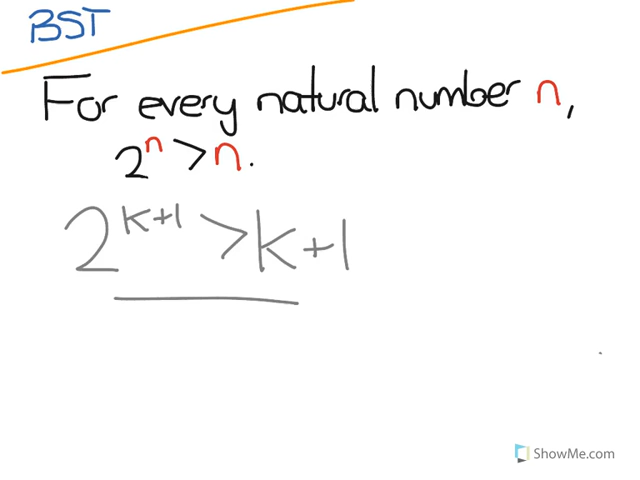 BST
For every natural number n,
2ⁿ > n.
2ᵏ⁺¹ > k+1
ShowMe.com